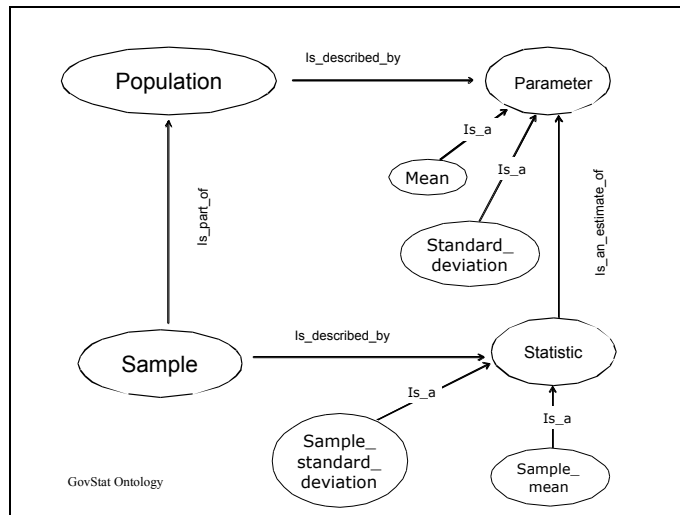 Is_described_by
Population
Parameter
Is_a
Mean
Is_a
Standard_
deviation
Is_part_of
Is_an_estimate_of
Is_described_by
Sample
Statistic
Is_a
Is_a
Sample_
standard_
deviation
Sample_
mean
GovStat Ontology